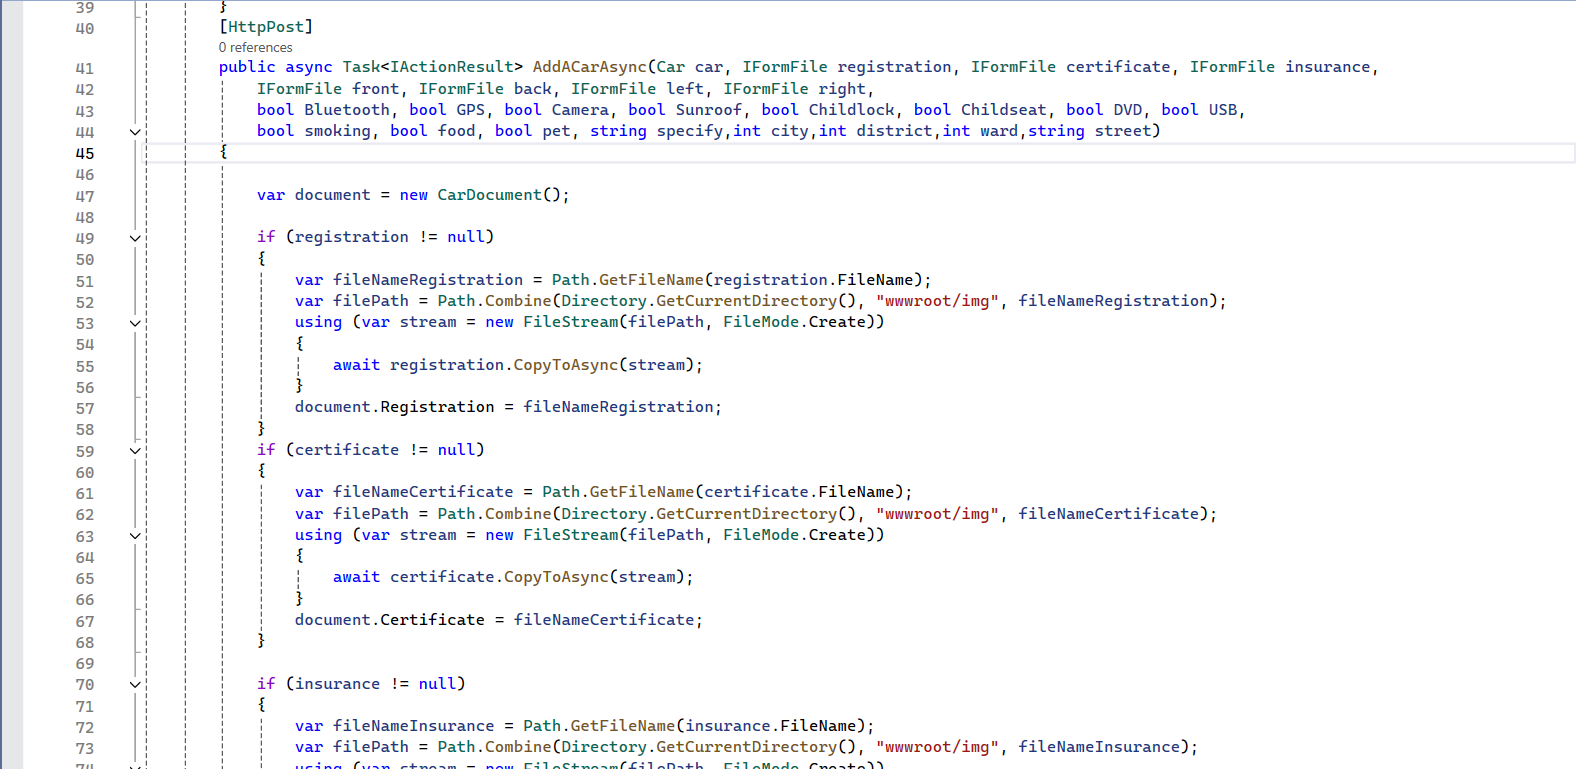 39 }
40 [HttpPost]
0 references
41 public async Task<IActionResult> AddACarAsync(Car car, IFormFile registration, IFormFile certificate, IFormFile insurance,
42 IFormFile front, IFormFile back, IFormFile left, IFormFile right,
43 bool Bluetooth, bool GPS, bool Camera, bool Sunroof, bool Childlock, bool Childseat, bool DVD, bool USB,
44 bool smoking, bool food, bool pet, string specify,int city,int district,int ward,string street)
45 {
46
47 var document = new CarDocument();
48
49 if (registration != null)
50 {
51 var fileNameRegistration = Path.GetFileName(registration.FileName);
52 var filePath = Path.Combine(Directory.GetCurrentDirectory(), "wwwroot/img", fileNameRegistration);
53 using (var stream = new FileStream(filePath, FileMode.Create))
54 {
55 await registration.CopyToAsync(stream);
56 }
57 document.Registration = fileNameRegistration;
58 }
59 if (certificate != null)
60 {
61 var fileNameCertificate = Path.GetFileName(certificate.FileName);
62 var filePath = Path.Combine(Directory.GetCurrentDirectory(), "wwwroot/img", fileNameCertificate);
63 using (var stream = new FileStream(filePath, FileMode.Create))
64 {
65 await certificate.CopyToAsync(stream);
66 }
67 document.Certificate = fileNameCertificate;
68 }
69
70 if (insurance != null)
71 {
72 var fileNameInsurance = Path.GetFileName(insurance.FileName);
73 var filePath = Path.Combine(Directory.GetCurrentDirectory(), "wwwroot/img", fileNameInsurance);
74 using (var stream = new FileStream(filePath, FileMode.Create))